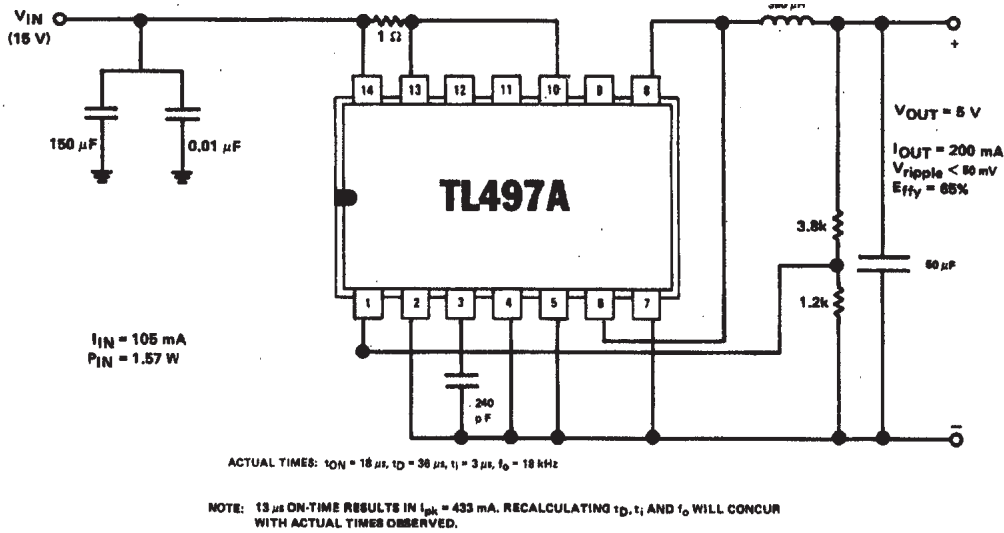 VIN
(15 V)
1 Ω
+
14 13 12 11 10 9 8
150 μF
0.01 μF
TL497A
VOUT = 5 V
IOUT = 200 mA
Vripple < 50 mV
Effy = 65%
3.8k
50 μF
1.2k
1 2 3 4 5 6 7
IIN = 105 mA
PIN = 1.57 W
240
pF
−
ACTUAL TIMES: tON = 18 μs, tD = 36 μs, ti = 3 μs, fo = 18 kHz
NOTE: 13 μs ON-TIME RESULTS IN Ipk = 433 mA. RECALCULATING tD, ti AND fo WILL CONCUR
WITH ACTUAL TIMES OBSERVED.